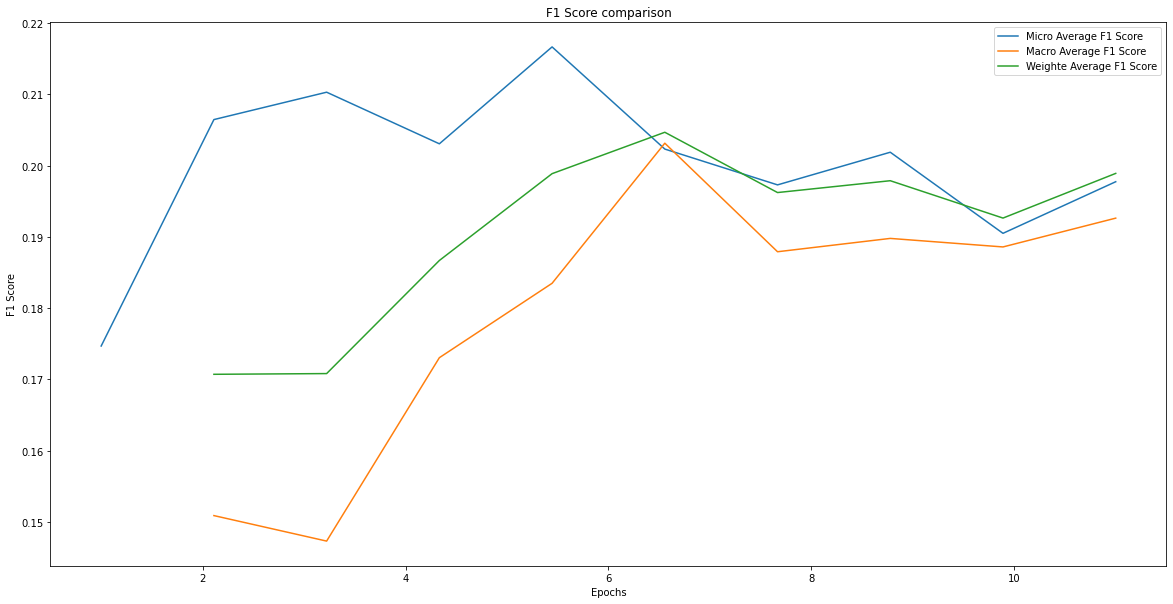 F1 Score comparison
Micro Average F1 Score
Macro Average F1 Score
Weighte Average F1 Score
F1 Score
0.22
0.21
0.20
0.19
0.18
0.17
0.16
0.15
2
4
6
8
10
Epochs